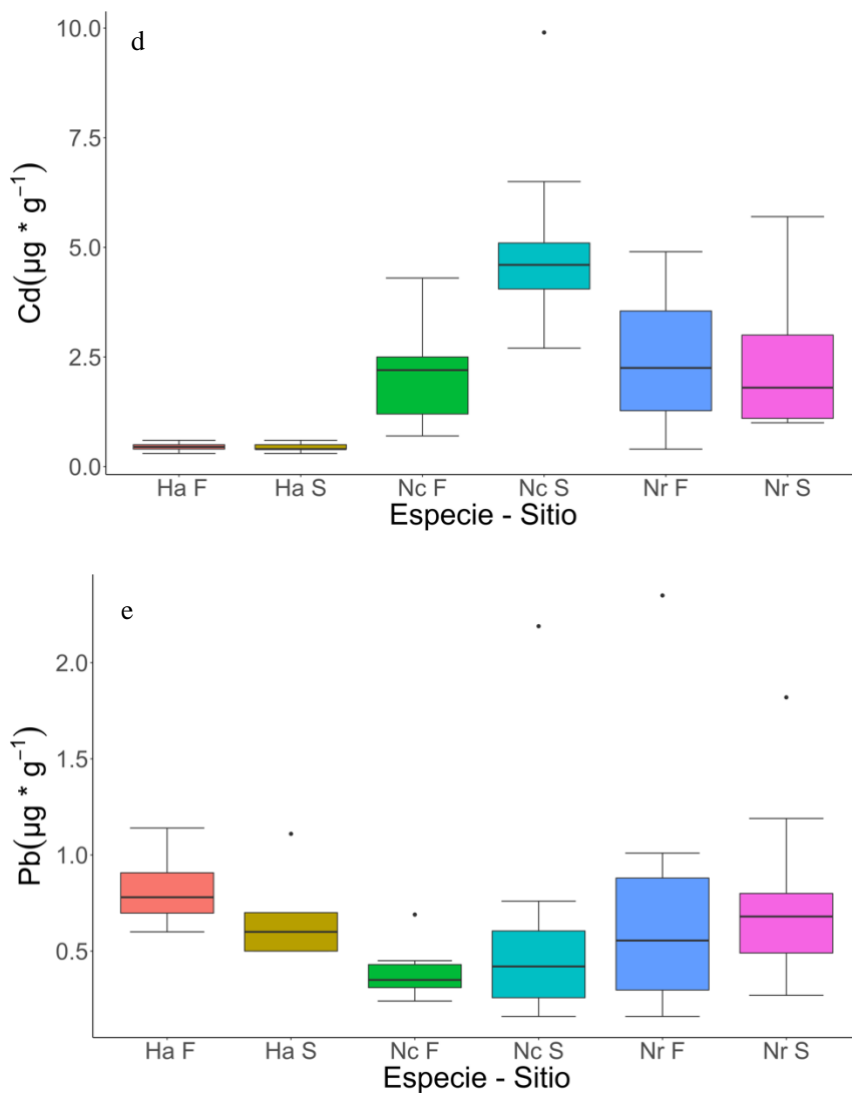 d
Cd(µg * g⁻¹)
10.0
7.5
5.0
2.5
0.0
Ha F Ha S Nc F Nc S Nr F Nr S
Especie - Sitio
e
Pb(µg * g⁻¹)
2.0
1.5
1.0
0.5
Ha F Ha S Nc F Nc S Nr F Nr S
Especie - Sitio